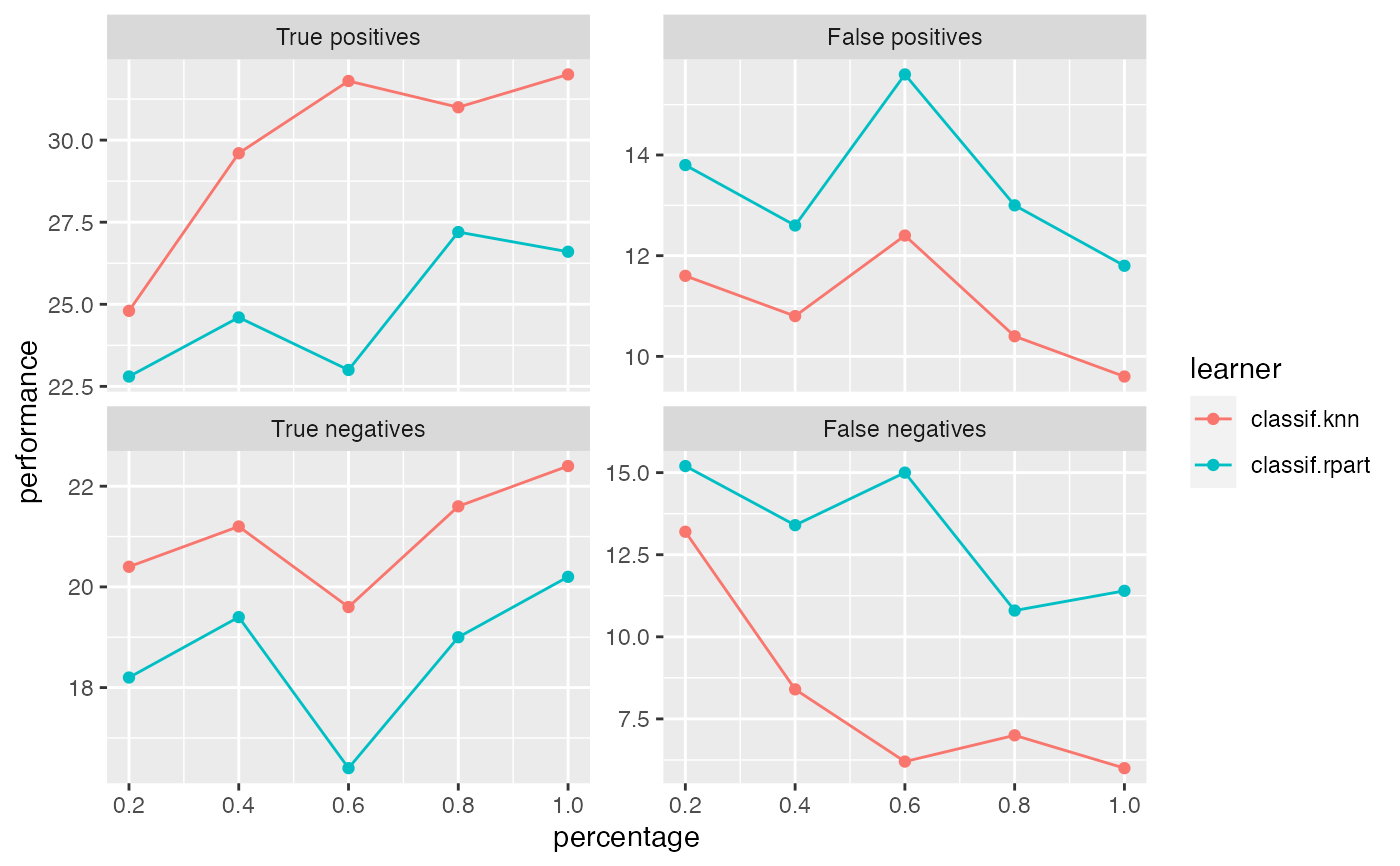 True positives
False positives
30.0
27.5
25.0
22.5
14
12
10
True negatives
False negatives
22
20
18
15.0
12.5
10.0
7.5
0.2 0.4 0.6 0.8 1.0
0.2 0.4 0.6 0.8 1.0
percentage
performance
learner
classif.knn
classif.rpart